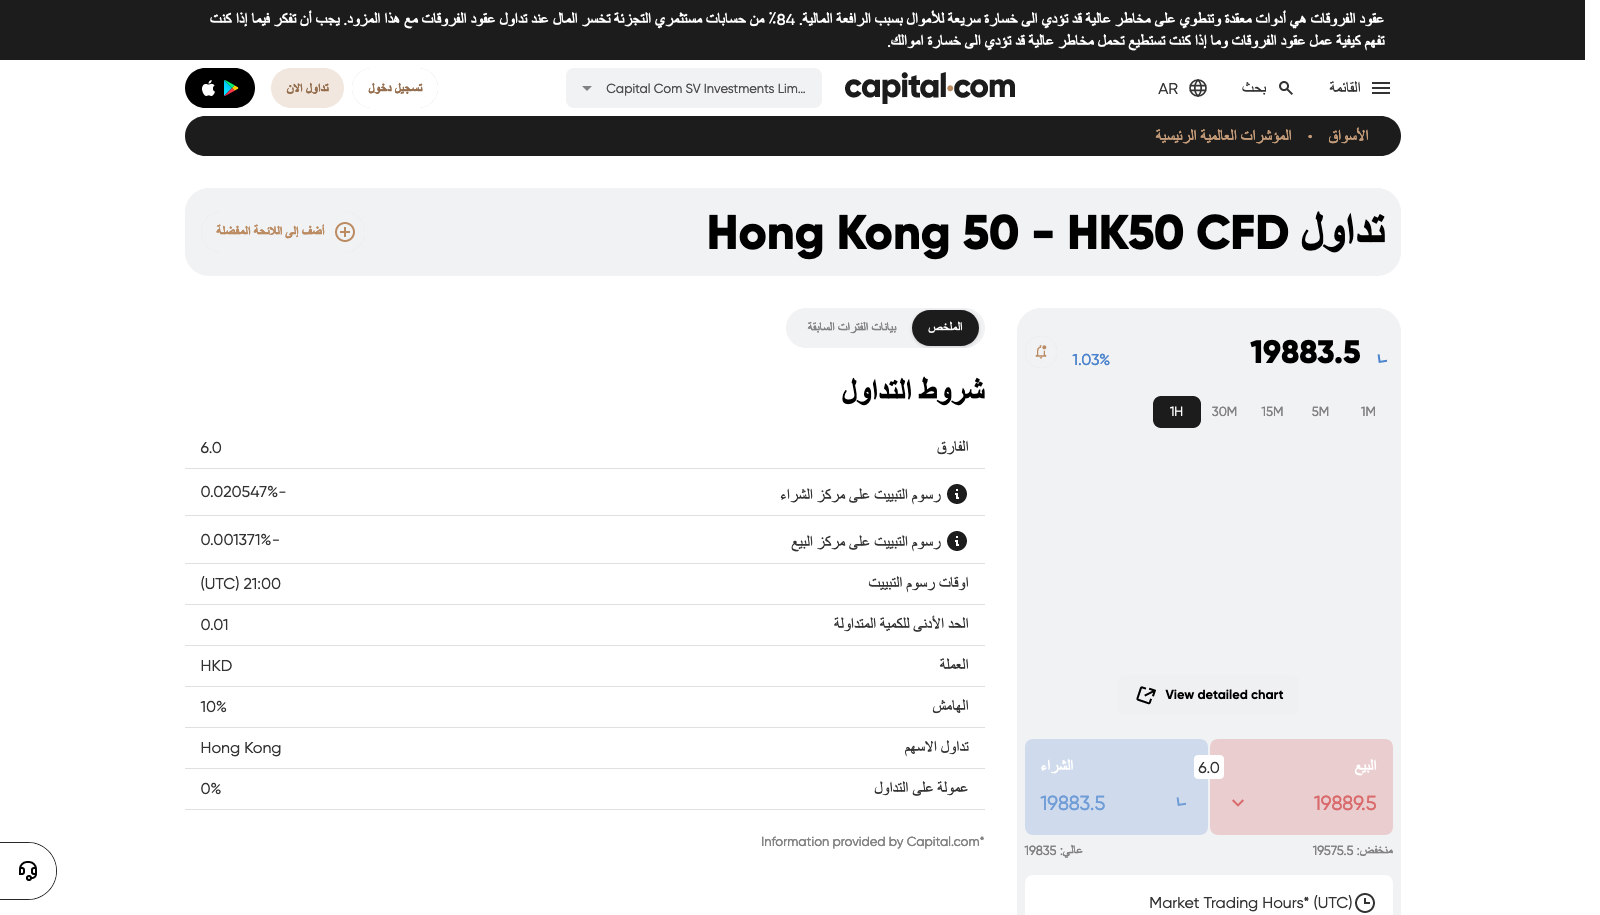 عقود الفروقات هي أدوات معقدة وتنطوي على مخاطر عالية قد تؤدي الى خسارة سريعة للأموال بسبب الرافعة المالية. 84٪ من حسابات مستثمري التجزئة تخسر المال عند تداول عقود الفروقات مع هذا المزود. يجب أن تفكر فيما إذا كنت
تفهم كيفية عمل عقود الفروقات وما إذا كنت تستطيع تحمل مخاطر عالية قد تؤدي الى خسارة اموالك.
القائمة
بحث
AR
capital.com
Capital Com SV Investments Lim...
تسجيل دخول
تداول الان
الأسواق • المؤشرات العالمية الرئيسية
تداول Hong Kong 50 - HK50 CFD
أضف إلى اللائحة المفضلة
19883.5
1.03%
1M 5M 15M 30M 1H
View detailed chart
البيع
19889.5
6.0
الشراء
19883.5
منخفض: 19575.5
عالي: 19835
Market Trading Hours* (UTC)
الملخص
بيانات الفترات السابقة
شروط التداول
الفارق 6.0
رسوم التبييت على مركز الشراء 0.020547%-
رسوم التبييت على مركز البيع 0.001371%-
اوقات رسوم التبييت 21:00 (UTC)
الحد الأدنى للكمية المتداولة 0.01
العملة HKD
الهامش 10%
تداول الاسهم Hong Kong
عمولة على التداول 0%
Information provided by Capital.com*